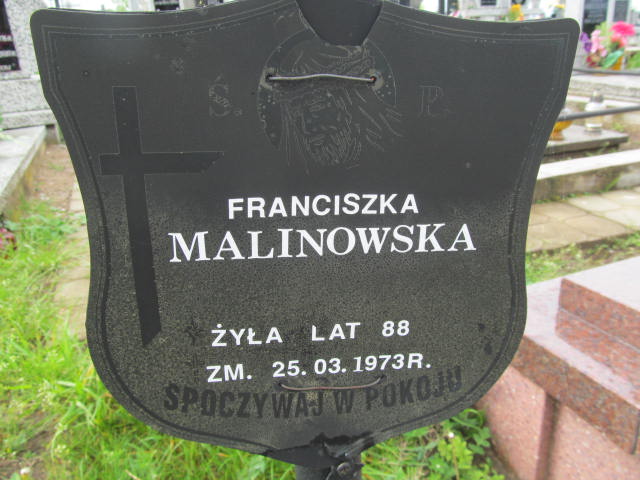 Ś. P.
FRANCISZKA
MALINOWSKA
ŻYŁA LAT 88
ZM. 25.03.1973R.
SPOCZYWAJ W POKOJU